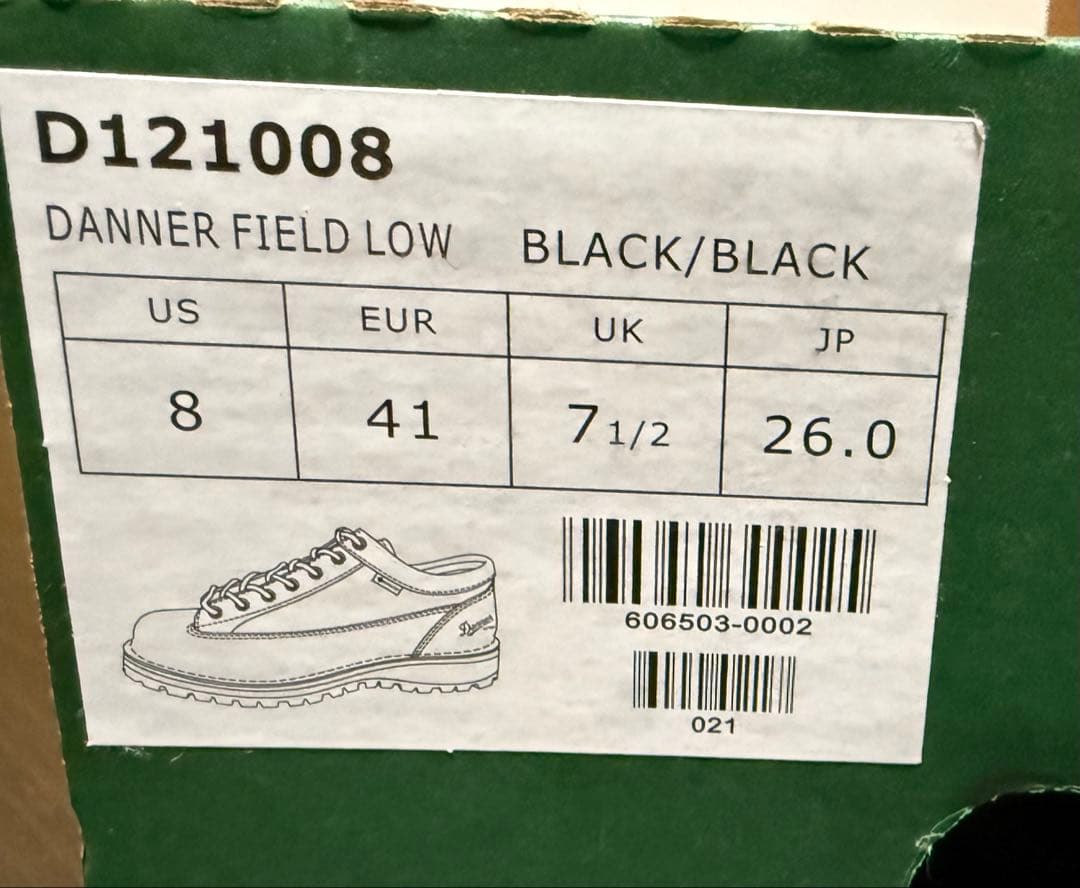 D121008
DANNER FIELD LOW BLACK/BLACK
US EUR UK JP
8 41 7 1/2 26.0
Danner
606503-0002
021